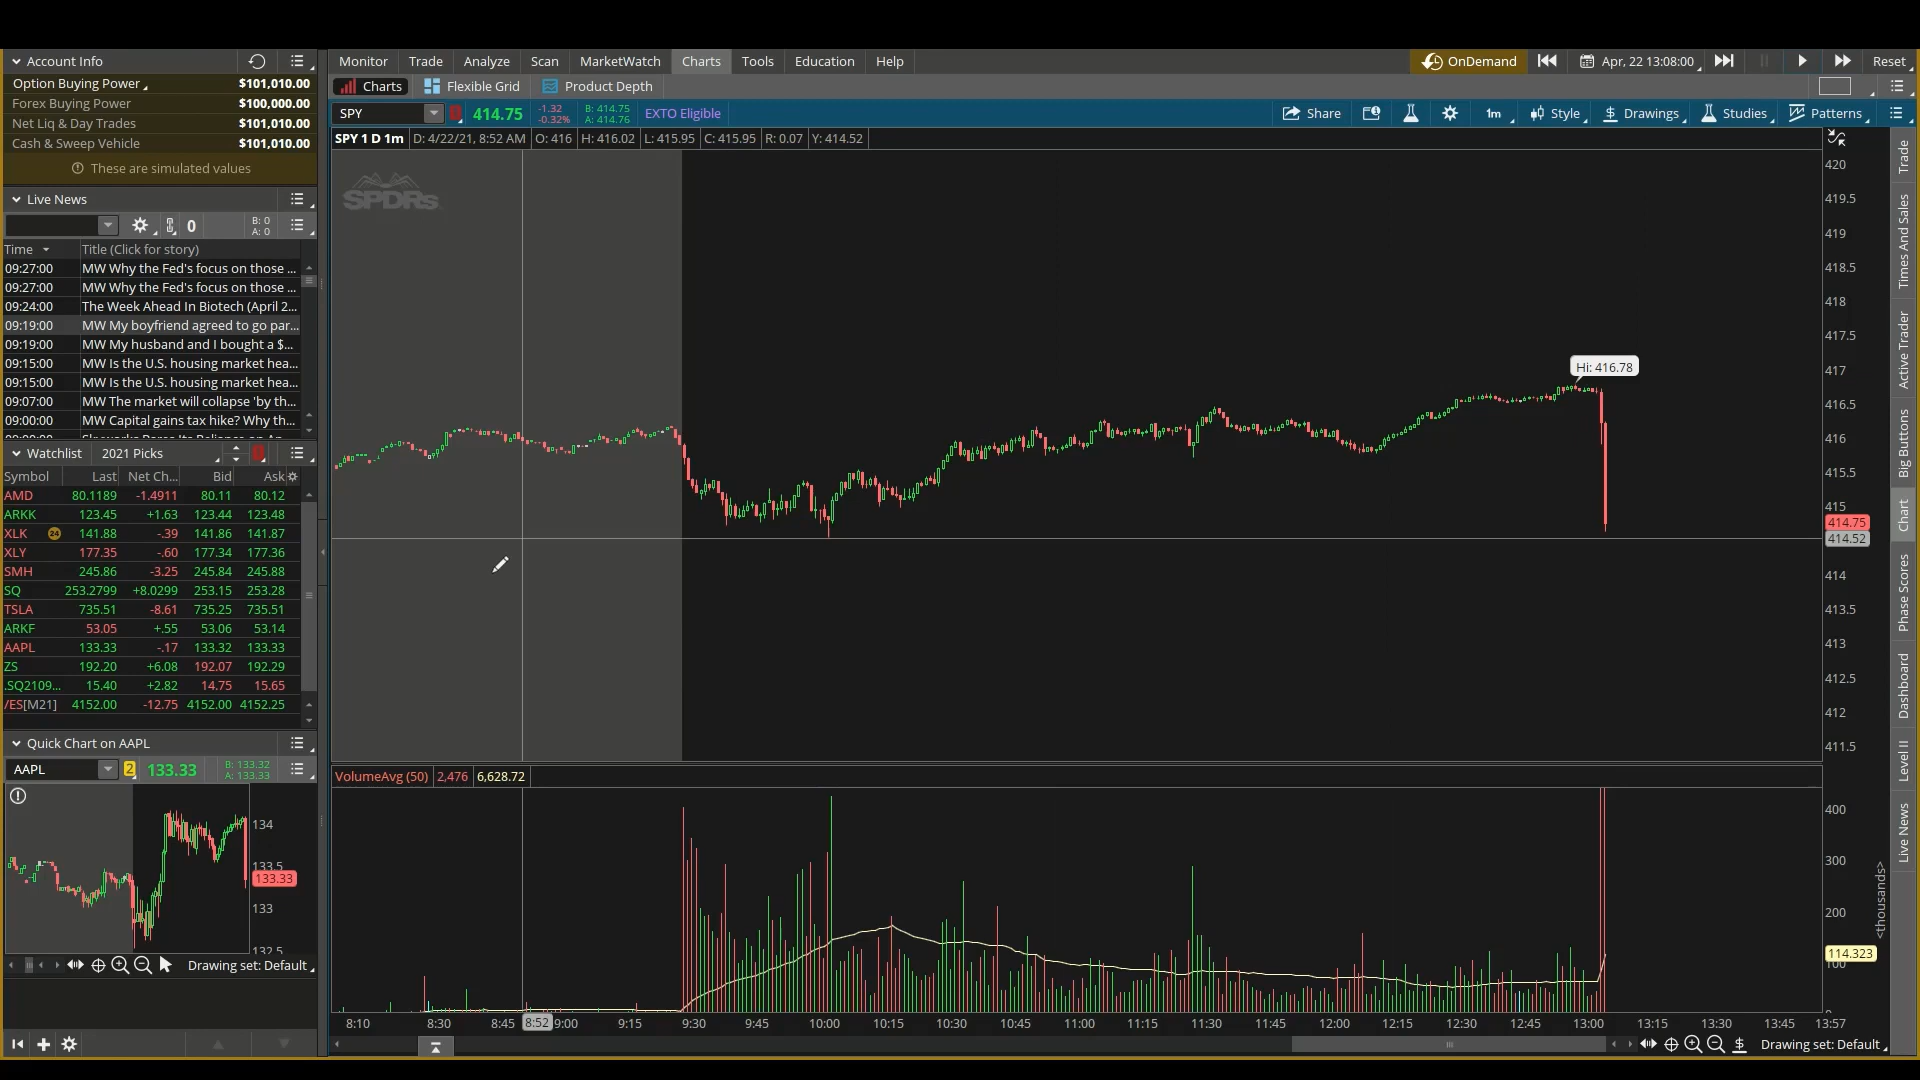 Account Info
Monitor Trade Analyze Scan MarketWatch Charts Tools Education Help
OnDemand Apr, 22 13:08:00 Reset
Option Buying Power $101,010.00
Forex Buying Power $100,000.00
Net Liq & Day Trades $101,010.00
Cash & Sweep Vehicle $101,010.00
These are simulated values
Charts Flexible Grid Product Depth
SPY 414.75 -1.32 -0.32% B: 414.75 A: 414.76 EXTO Eligible
Share 1m Style Drawings Studies Patterns
SPY 1 D 1m D: 4/22/21, 8:52 AM O: 416 H: 416.02 L: 415.95 C: 415.95 R: 0.07 Y: 414.52
SPDRs
Live News
0 B: 0 A: 0
Time Title (Click for story)
09:27:00 MW Why the Fed's focus on those ...
09:27:00 MW Why the Fed's focus on those ...
09:24:00 The Week Ahead In Biotech (April 2...
09:19:00 MW My boyfriend agreed to go par...
09:19:00 MW My husband and I bought a $...
09:15:00 MW Is the U.S. housing market hea...
09:15:00 MW Is the U.S. housing market hea...
09:07:00 MW The market will collapse 'by th...
09:00:00 MW Capital gains tax hike? Why th...
Watchlist 2021 Picks
Symbol Last Net Ch... Bid Ask
AMD 80.1189 -1.4911 80.11 80.12
ARKK 123.45 +1.63 123.44 123.48
XLK 24 141.88 -.39 141.86 141.87
XLY 177.35 -.60 177.34 177.36
SMH 245.86 -3.25 245.84 245.88
SQ 253.2799 +8.0299 253.15 253.28
TSLA 735.51 -8.61 735.25 735.51
ARKF 53.05 +.55 53.06 53.14
AAPL 133.33 -.17 133.32 133.33
ZS 192.20 +6.08 192.07 192.29
.SQ2109... 15.40 +2.82 14.75 15.65
/ES[M21] 4152.00 -12.75 4152.00 4152.25
Quick Chart on AAPL
AAPL 2 133.33 B: 133.32 A: 133.33
134
133.5
133.33
133
132.5
Drawing set: Default
Hi: 416.78
420
419.5
419
418.5
418
417.5
417
416.5
416
415.5
415
414.75
414.52
414
413.5
413
412.5
412
411.5
VolumeAvg (50) 2,476 6,628.72
400
300
200
114.323
100
<thousands>
8:10 8:30 8:45 8:52 9:00 9:15 9:30 9:45 10:00 10:15 10:30 10:45 11:00 11:15 11:30 11:45 12:00 12:15 12:30 12:45 13:00 13:15 13:30 13:45 13:57
Drawing set: Default
Trade
Times And Sales
Active Trader
Big Buttons
Chart
Phase Scores
Dashboard
Level II
Live News